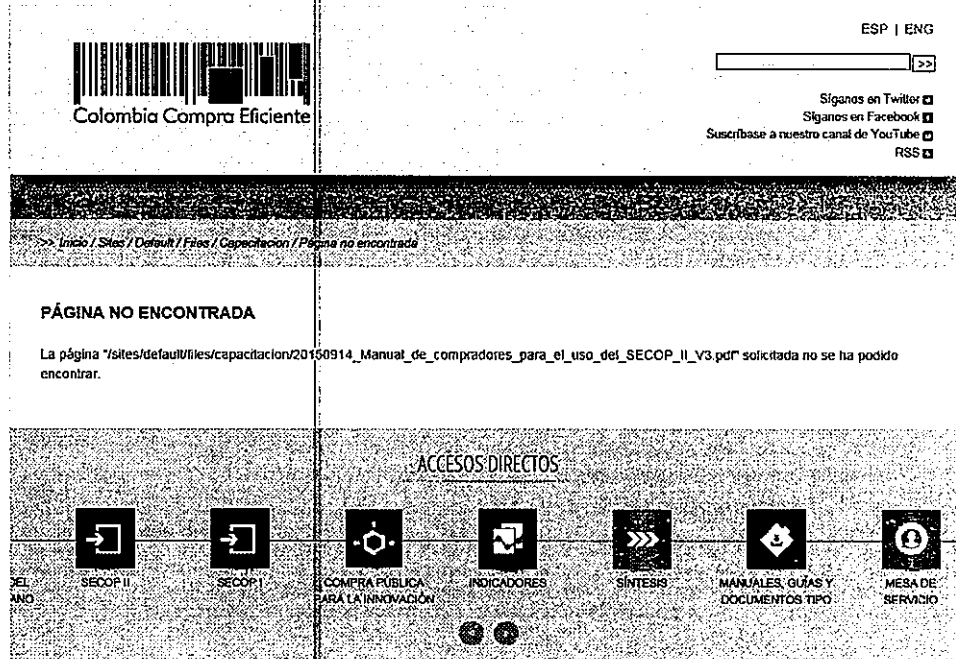 ESP | ENG
>>
Colombia Compra Eficiente
Síganos en Twitter
Síganos en Facebook
Suscríbase a nuestro canal de YouTube
RSS
>> Inicio / Sites / Default / Files / Capacitacion / Página no encontrada
PÁGINA NO ENCONTRADA
La página "/sites/default/files/capacitacion/20150914_Manual_de_compradores_para_el_uso_del_SECOP_II_V3.pdf" solicitada no se ha podido
encontrar.
ACCESOS DIRECTOS
DEL
ANO
SECOP II
SECOP I
COMPRA PÚBLICA
PARA LA INNOVACIÓN
INDICADORES
SÍNTESIS
MANUALES, GUÍAS Y
DOCUMENTOS TIPO
MESA DE
SERVICIO